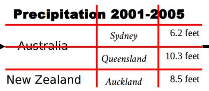 Precipitation 2001-2005
Australia Sydney 6.2 feet
Queensland 10.3 feet
New Zealand Auckland 8.5 feet